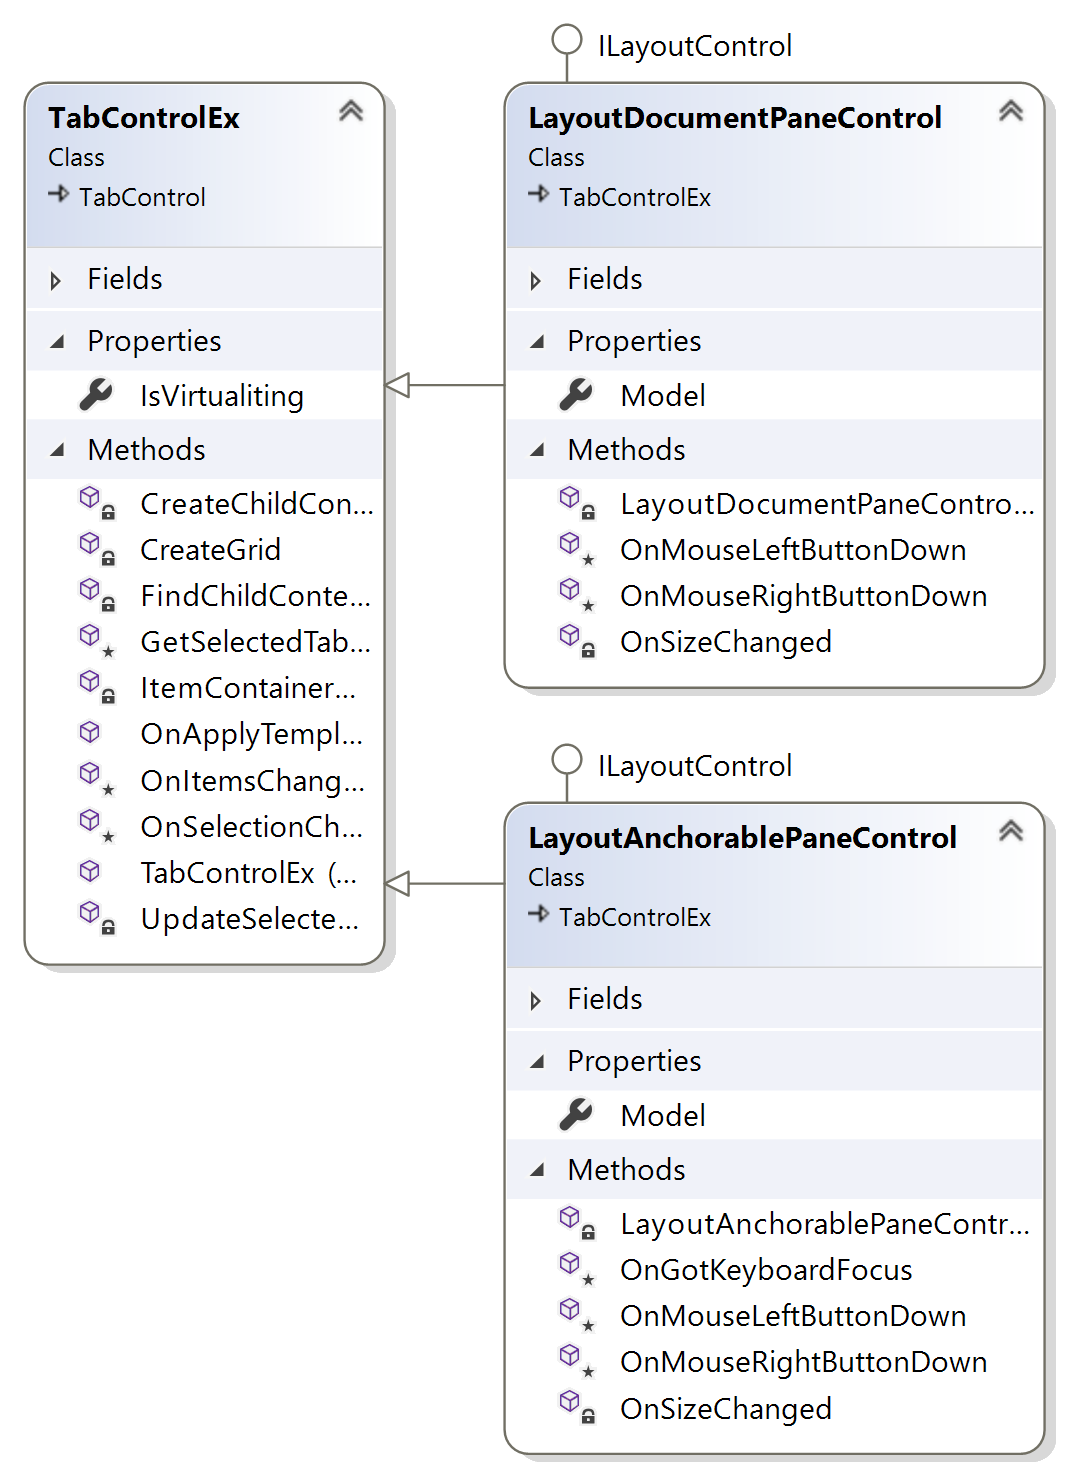 TabControlEx
Class
TabControl
Fields
Properties
IsVirtualiting
Methods
CreateChildCon...
CreateGrid
FindChildConte...
GetSelectedTab...
ItemContainer...
OnApplyTempl...
OnItemsChang...
OnSelectionCh...
TabControlEx (...
UpdateSelecte...
ILayoutControl
LayoutDocumentPaneControl
Class
TabControlEx
Fields
Properties
Model
Methods
LayoutDocumentPaneContro...
OnMouseLeftButtonDown
OnMouseRightButtonDown
OnSizeChanged
ILayoutControl
LayoutAnchorablePaneControl
Class
TabControlEx
Fields
Properties
Model
Methods
LayoutAnchorablePaneContr...
OnGotKeyboardFocus
OnMouseLeftButtonDown
OnMouseRightButtonDown
OnSizeChanged